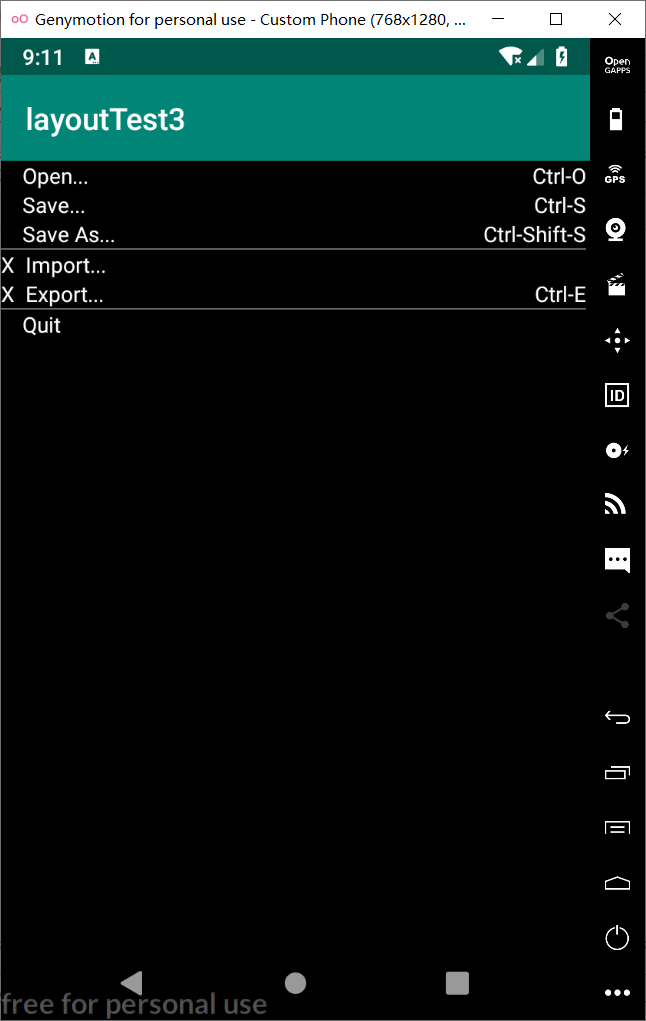 Genymotion for personal use - Custom Phone (768x1280, ...
9:11
A
Open
GAPPS
layoutTest3
GPS
Open... Ctrl-O
Save... Ctrl-S
Save As... Ctrl-Shift-S
X Import...
X Export... Ctrl-E
Quit
ID
free for personal use